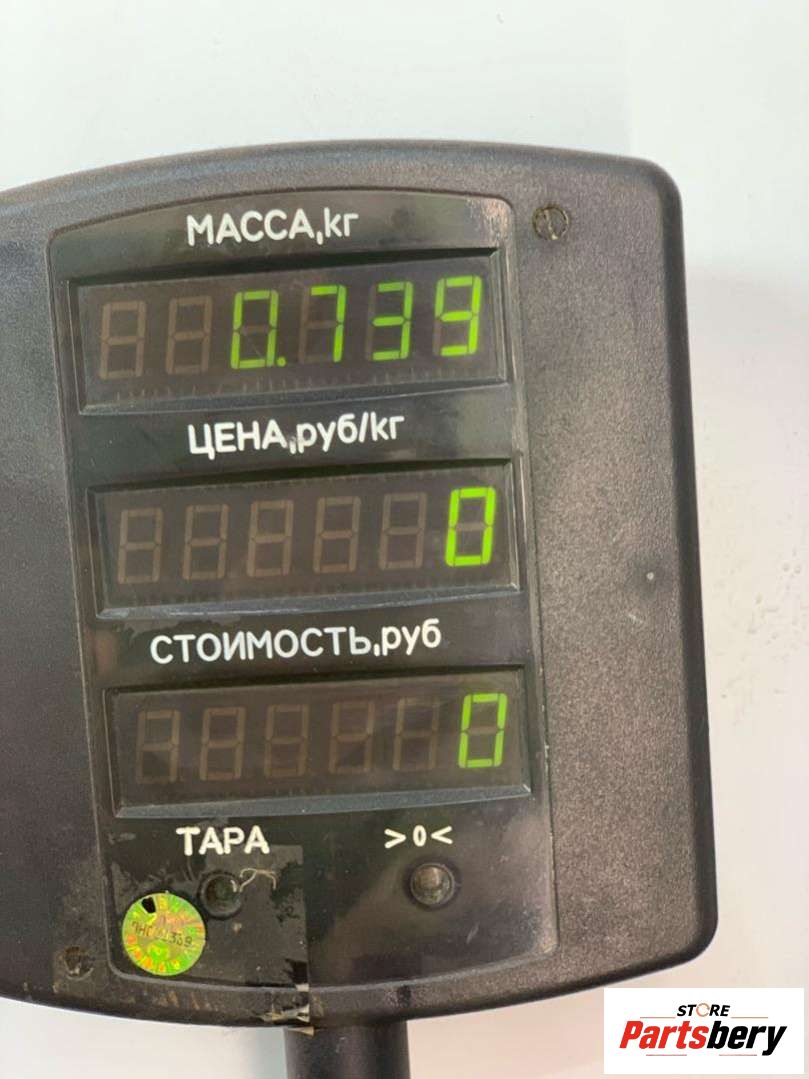 МАССА,кг
0.739
ЦЕНА,руб/кг
0
СТОИМОСТЬ,руб
0
ТАРА >0<
STORE
Partsbery